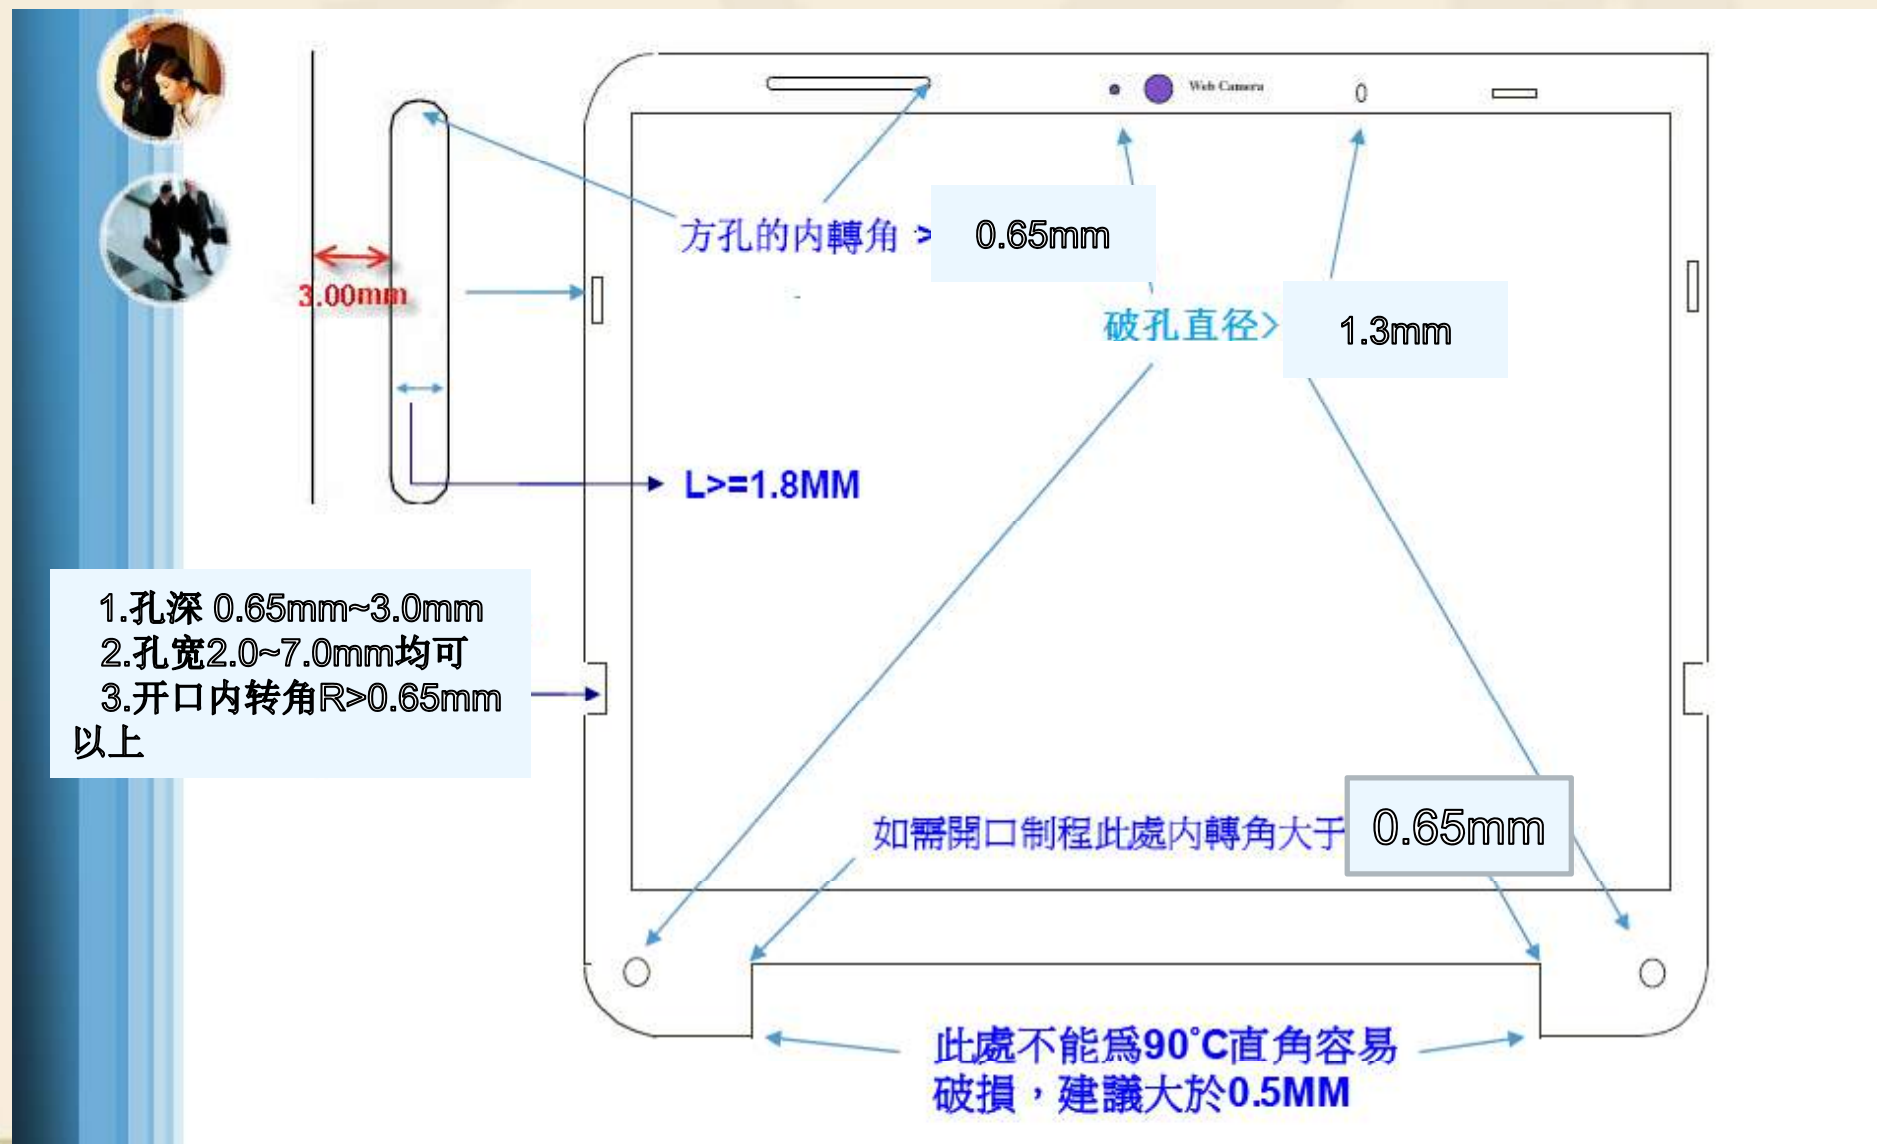 Web Camera
方孔的内轉角 > 0.65mm
3.00mm
破孔直径> 1.3mm
L>=1.8MM
1.孔深 0.65mm~3.0mm
2.孔宽2.0~7.0mm均可
3.开口内转角R>0.65mm
以上
如需開口制程此處内轉角大于 0.65mm
此處不能爲90°C直角容易
破損，建議大於0.5MM